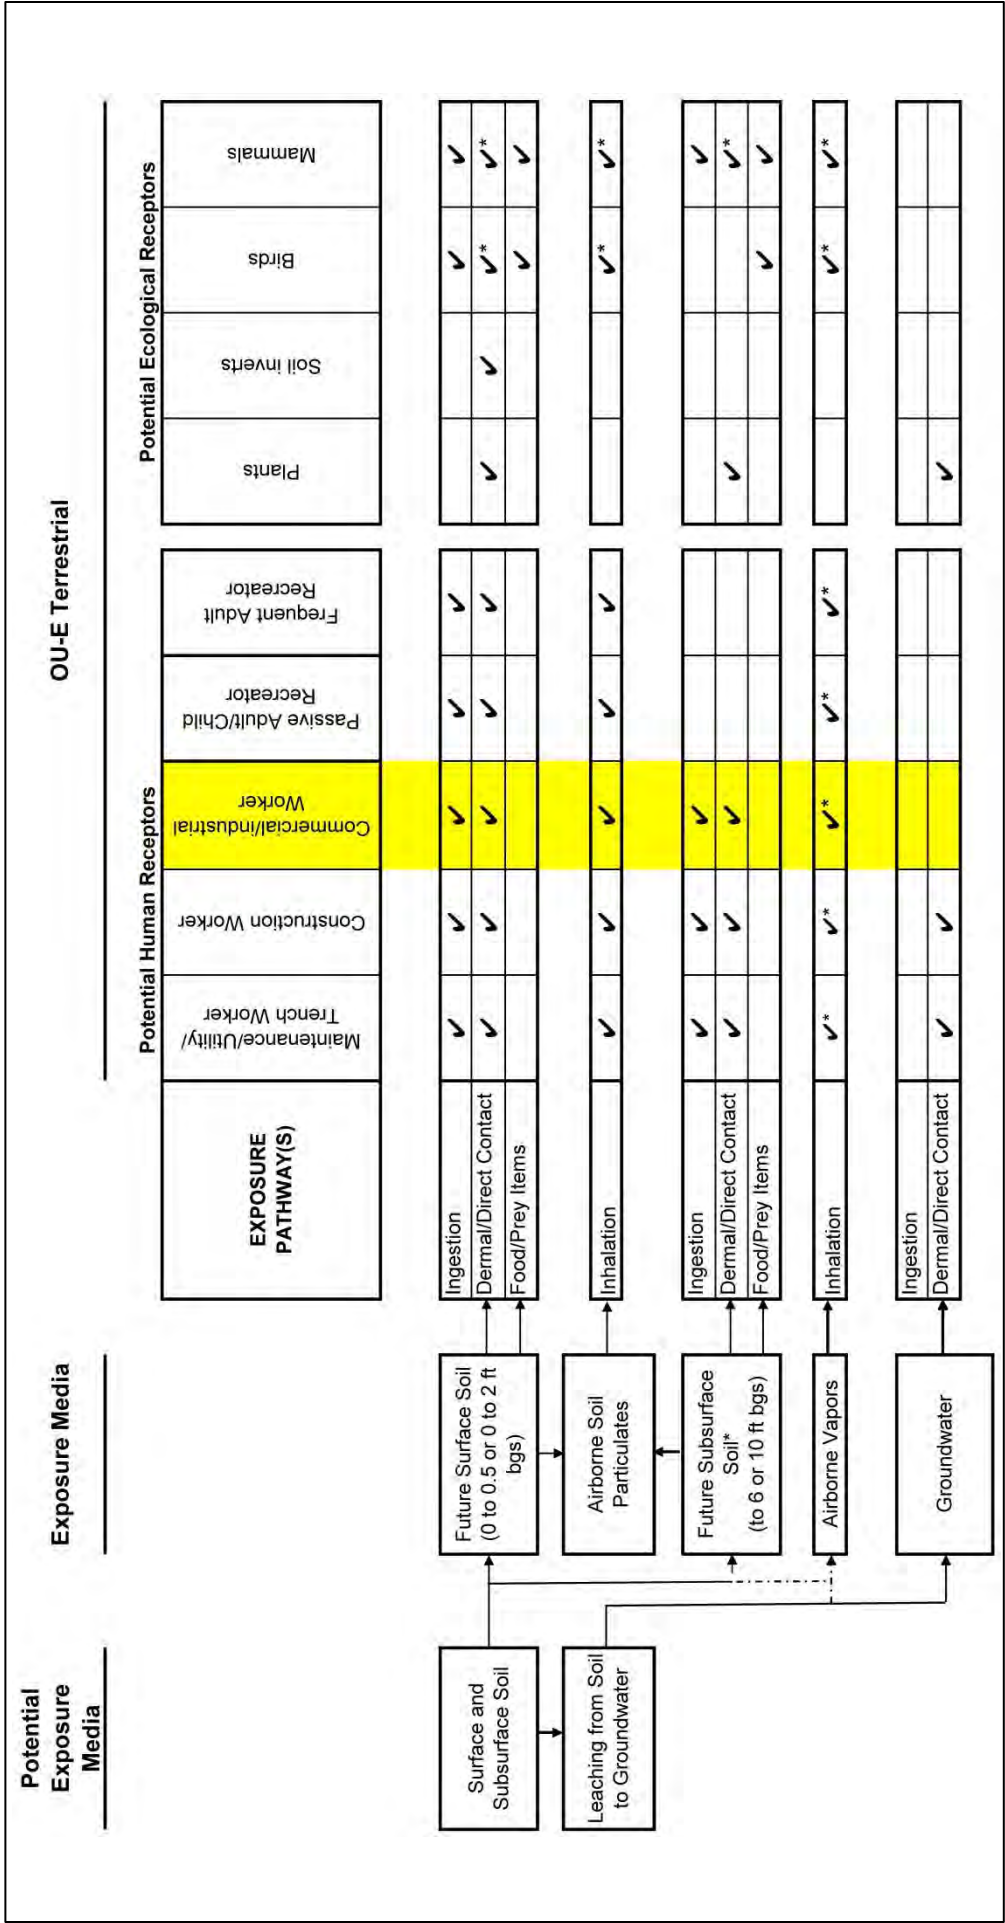 OU-E Terrestrial
Potential
Exposure
Media
Exposure Media
Potential Human Receptors
Potential Ecological Receptors
EXPOSURE
PATHWAY(S)
Maintenance/Utility/
Trench Worker
Construction Worker
Commercial/industrial
Worker
Passive Adult/Child
Recreator
Frequent Adult
Recreator
Plants
Soil inverts
Birds
Mammals
Surface and
Subsurface Soil
Leaching from Soil
to Groundwater
Future Surface Soil
(0 to 0.5 or 0 to 2 ft
bgs)
Ingestion ✓ ✓ ✓ ✓ ✓ ✓ ✓
Dermal/Direct Contact ✓ ✓ ✓ ✓ ✓ ✓ ✓ ✓* ✓*
Food/Prey Items ✓ ✓
Airborne Soil
Particulates
Inhalation ✓ ✓ ✓ ✓ ✓ ✓* ✓*
Future Subsurface
Soil*
(to 6 or 10 ft bgs)
Ingestion ✓ ✓ ✓ ✓
Dermal/Direct Contact ✓ ✓ ✓ ✓ ✓*
Food/Prey Items ✓ ✓
Airborne Vapors
Inhalation ✓* ✓* ✓* ✓* ✓* ✓* ✓*
Groundwater
Ingestion
Dermal/Direct Contact ✓ ✓ ✓